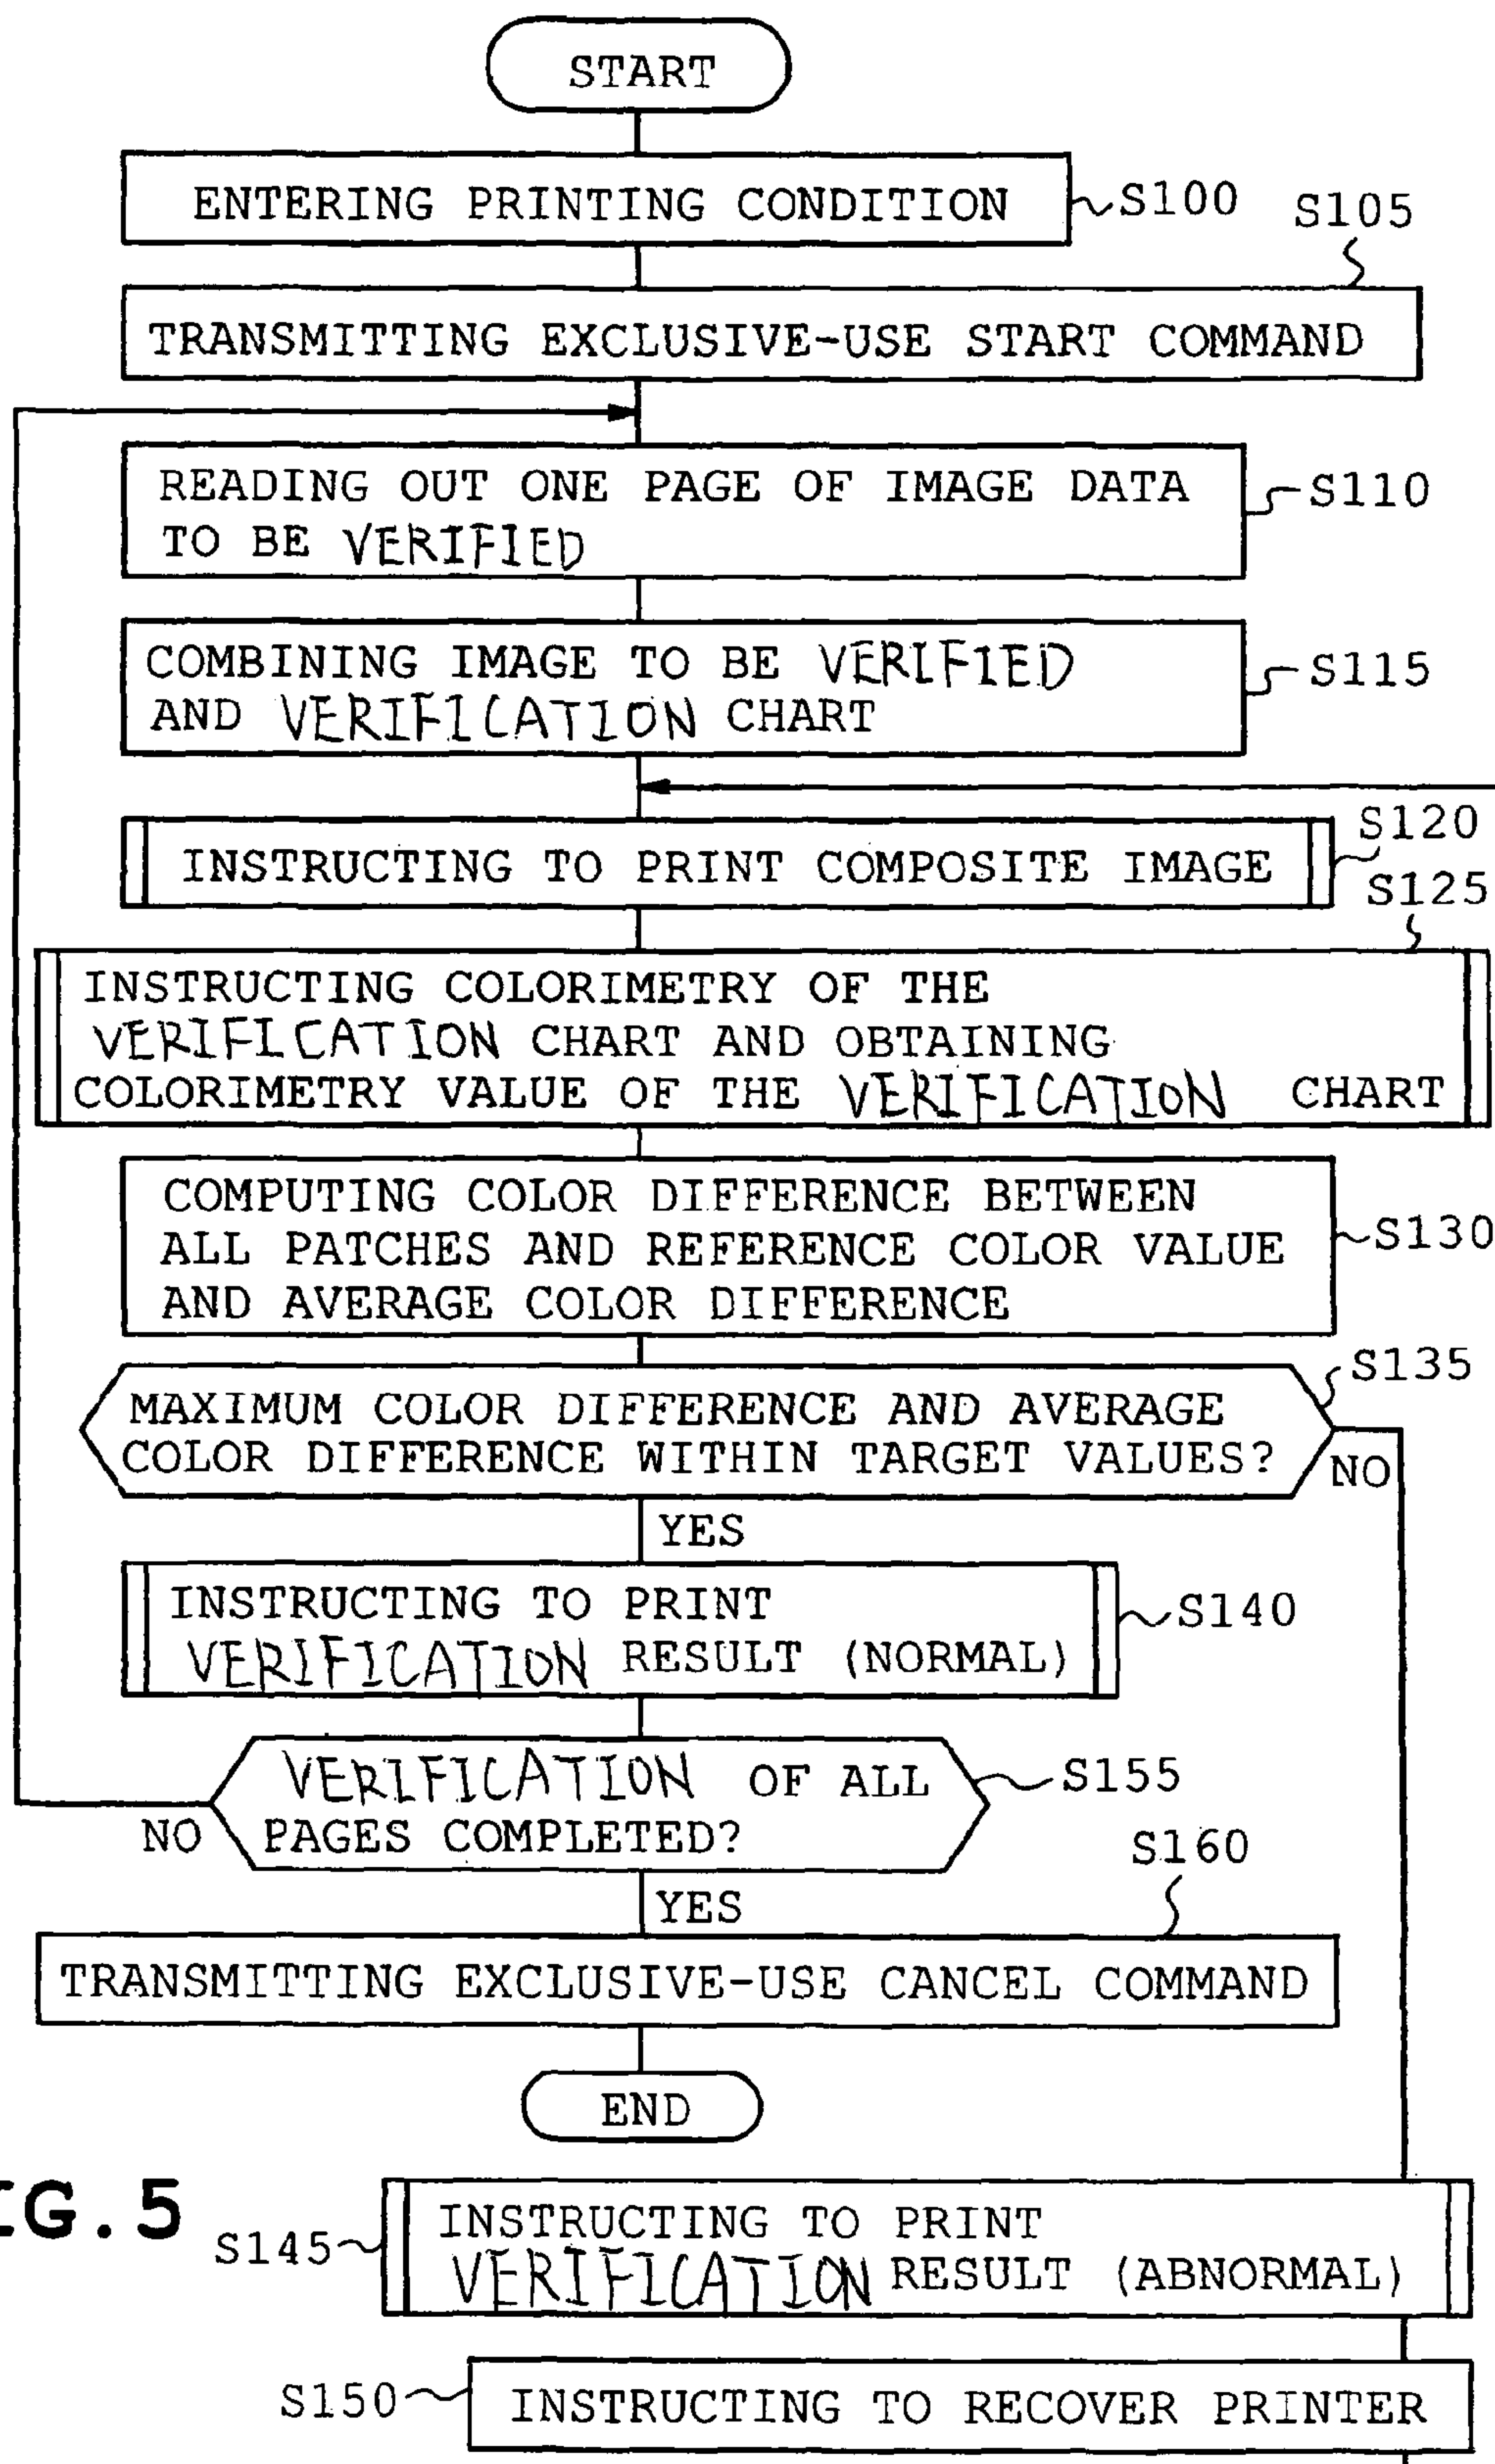 START
ENTERING PRINTING CONDITION
S100
S105
TRANSMITTING EXCLUSIVE-USE START COMMAND
READING OUT ONE PAGE OF IMAGE DATA
TO BE VERIFIED
S110
COMBINING IMAGE TO BE VERIFIED
AND VERIFICATION CHART
S115
INSTRUCTING TO PRINT COMPOSITE IMAGE
S120
S125
INSTRUCTING COLORIMETRY OF THE
VERIFICATION CHART AND OBTAINING
COLORIMETRY VALUE OF THE VERIFICATION CHART
COMPUTING COLOR DIFFERENCE BETWEEN
ALL PATCHES AND REFERENCE COLOR VALUE
AND AVERAGE COLOR DIFFERENCE
S130
S135
MAXIMUM COLOR DIFFERENCE AND AVERAGE
COLOR DIFFERENCE WITHIN TARGET VALUES?
NO
YES
INSTRUCTING TO PRINT
VERIFICATION RESULT (NORMAL)
S140
VERIFICATION OF ALL
PAGES COMPLETED?
S155
NO
S160
YES
TRANSMITTING EXCLUSIVE-USE CANCEL COMMAND
END
IG.5
S145
INSTRUCTING TO PRINT
VERIFICATION RESULT (ABNORMAL)
S150
INSTRUCTING TO RECOVER PRINTER